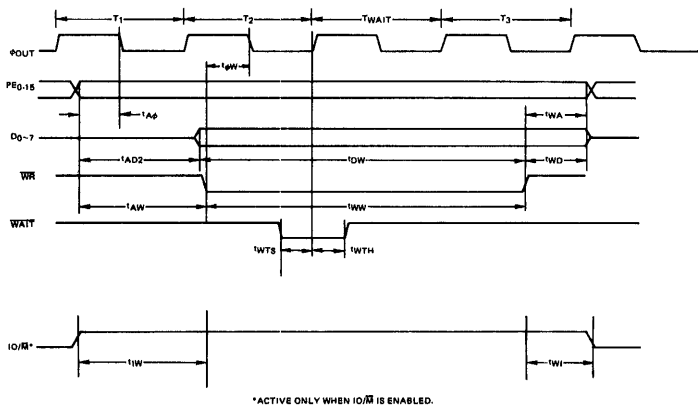 T1 T2 TWAIT T3
φOUT
tφW
PE0-15
tAφ tWA
D0~7
tAD2 tDW tWD
WR
tAW tWW
WAIT
tWTS tWTH
IO/M*
tIW tWI
*ACTIVE ONLY WHEN IO/M IS ENABLED.